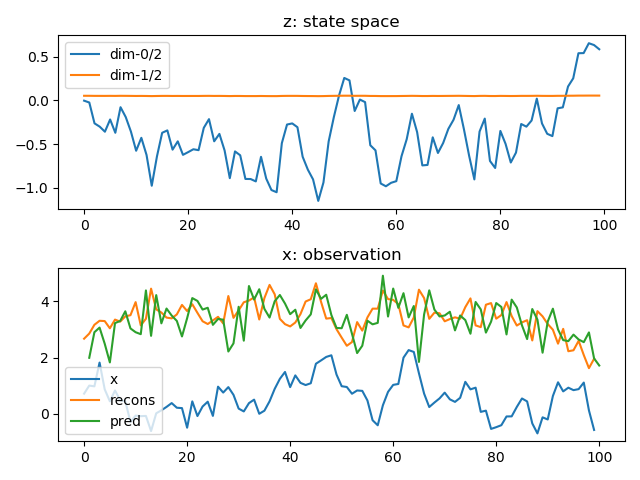 z: state space
0.5
0.0
−0.5
−1.0
dim-0/2
dim-1/2
0 20 40 60 80 100
x: observation
4
2
0
x
recons
pred
0 20 40 60 80 100